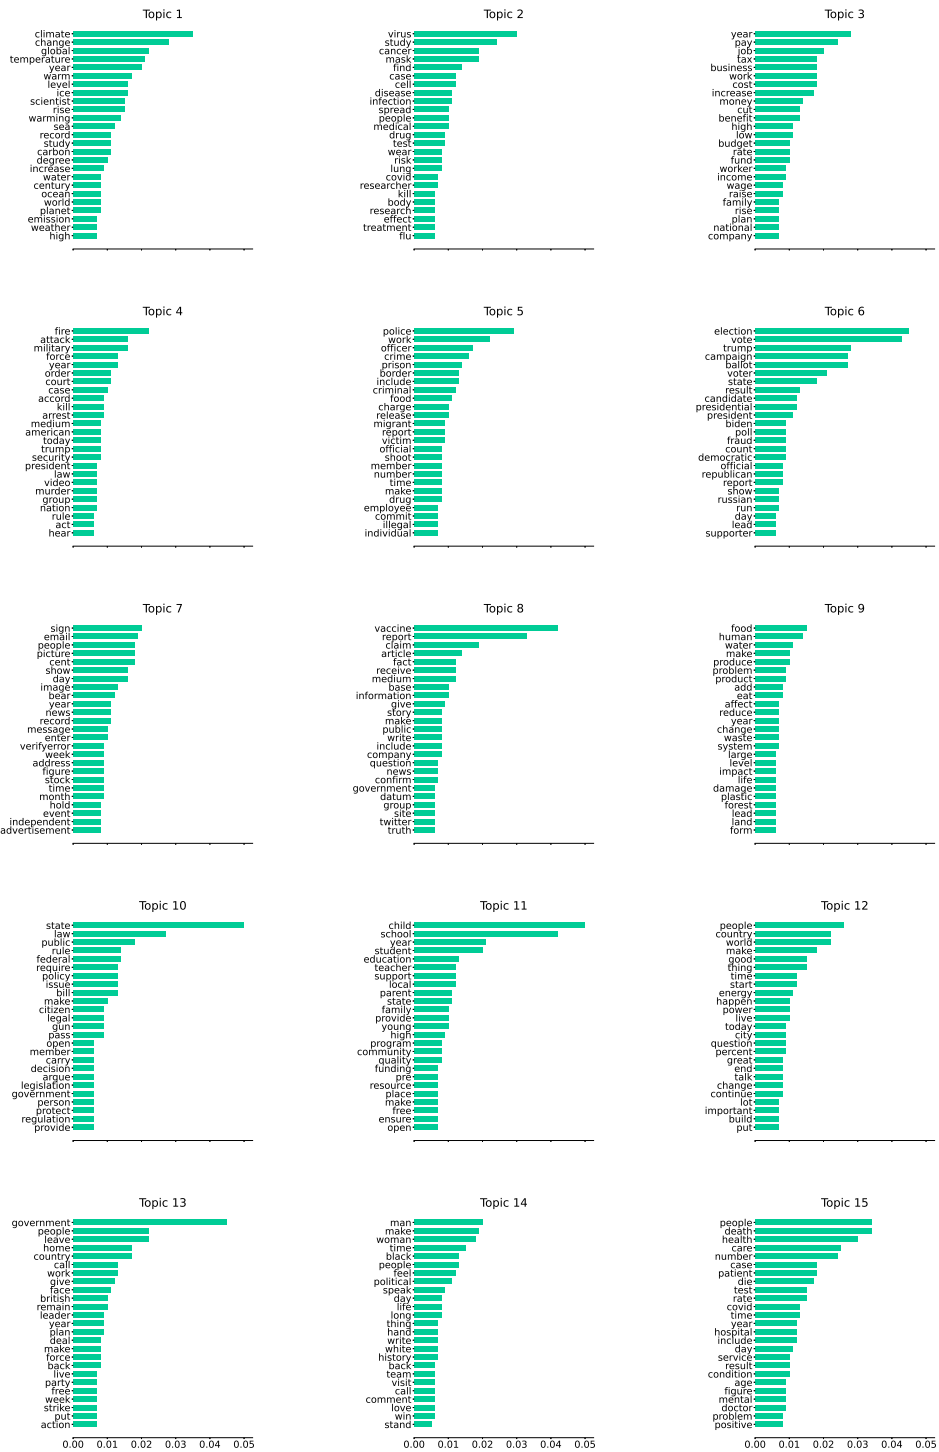 Topic 1
climate
change
global
temperature
year
warm
level
ice
scientist
rise
warming
sea
record
study
carbon
degree
increase
water
century
ocean
world
planet
emission
weather
high
Topic 2
virus
study
cancer
mask
find
case
cell
disease
infection
spread
people
medical
drug
test
wear
risk
lung
covid
researcher
kill
body
research
effect
treatment
flu
Topic 3
year
pay
job
tax
business
work
cost
increase
money
cut
benefit
high
low
budget
rate
fund
worker
income
wage
raise
family
rise
plan
national
company
Topic 4
fire
attack
military
force
year
order
court
case
accord
kill
arrest
medium
american
today
trump
security
president
law
video
murder
group
nation
rule
act
hear
Topic 5
police
work
officer
crime
prison
border
include
criminal
food
charge
release
migrant
report
victim
official
shoot
member
number
time
make
drug
employee
commit
illegal
individual
Topic 6
election
vote
trump
campaign
ballot
voter
state
result
candidate
presidential
president
biden
poll
fraud
count
democratic
official
republican
report
show
russian
run
day
lead
supporter
Topic 7
sign
email
people
picture
cent
show
day
image
bear
year
news
record
message
enter
verifyerror
week
address
figure
stock
time
month
hold
event
independent
advertisement
Topic 8
vaccine
report
claim
article
fact
receive
medium
base
information
give
story
make
public
write
include
company
question
news
confirm
government
datum
group
site
twitter
truth
Topic 9
food
human
water
make
produce
problem
product
add
eat
affect
reduce
year
change
waste
system
large
level
impact
life
damage
plastic
forest
lead
land
form
Topic 10
state
law
public
rule
federal
require
policy
issue
bill
make
citizen
legal
gun
pass
open
member
carry
decision
argue
legislation
government
person
protect
regulation
provide
Topic 11
child
school
year
student
education
teacher
support
local
parent
state
family
provide
young
high
program
community
quality
funding
pre
resource
place
make
free
ensure
open
Topic 12
people
country
world
make
good
thing
time
start
energy
happen
power
live
today
city
question
percent
great
end
talk
change
continue
lot
important
build
put
Topic 13
government
people
leave
home
country
call
work
give
face
british
remain
leader
year
plan
deal
make
force
back
live
party
free
week
strike
put
action
0.00 0.01 0.02 0.03 0.04 0.05
Topic 14
man
make
woman
time
black
people
feel
political
speak
day
life
long
thing
hand
write
white
history
back
team
visit
call
comment
love
win
stand
0.00 0.01 0.02 0.03 0.04 0.05
Topic 15
people
death
health
care
number
case
patient
die
test
rate
covid
time
year
hospital
include
day
service
result
condition
age
figure
mental
doctor
problem
positive
0.00 0.01 0.02 0.03 0.04 0.05